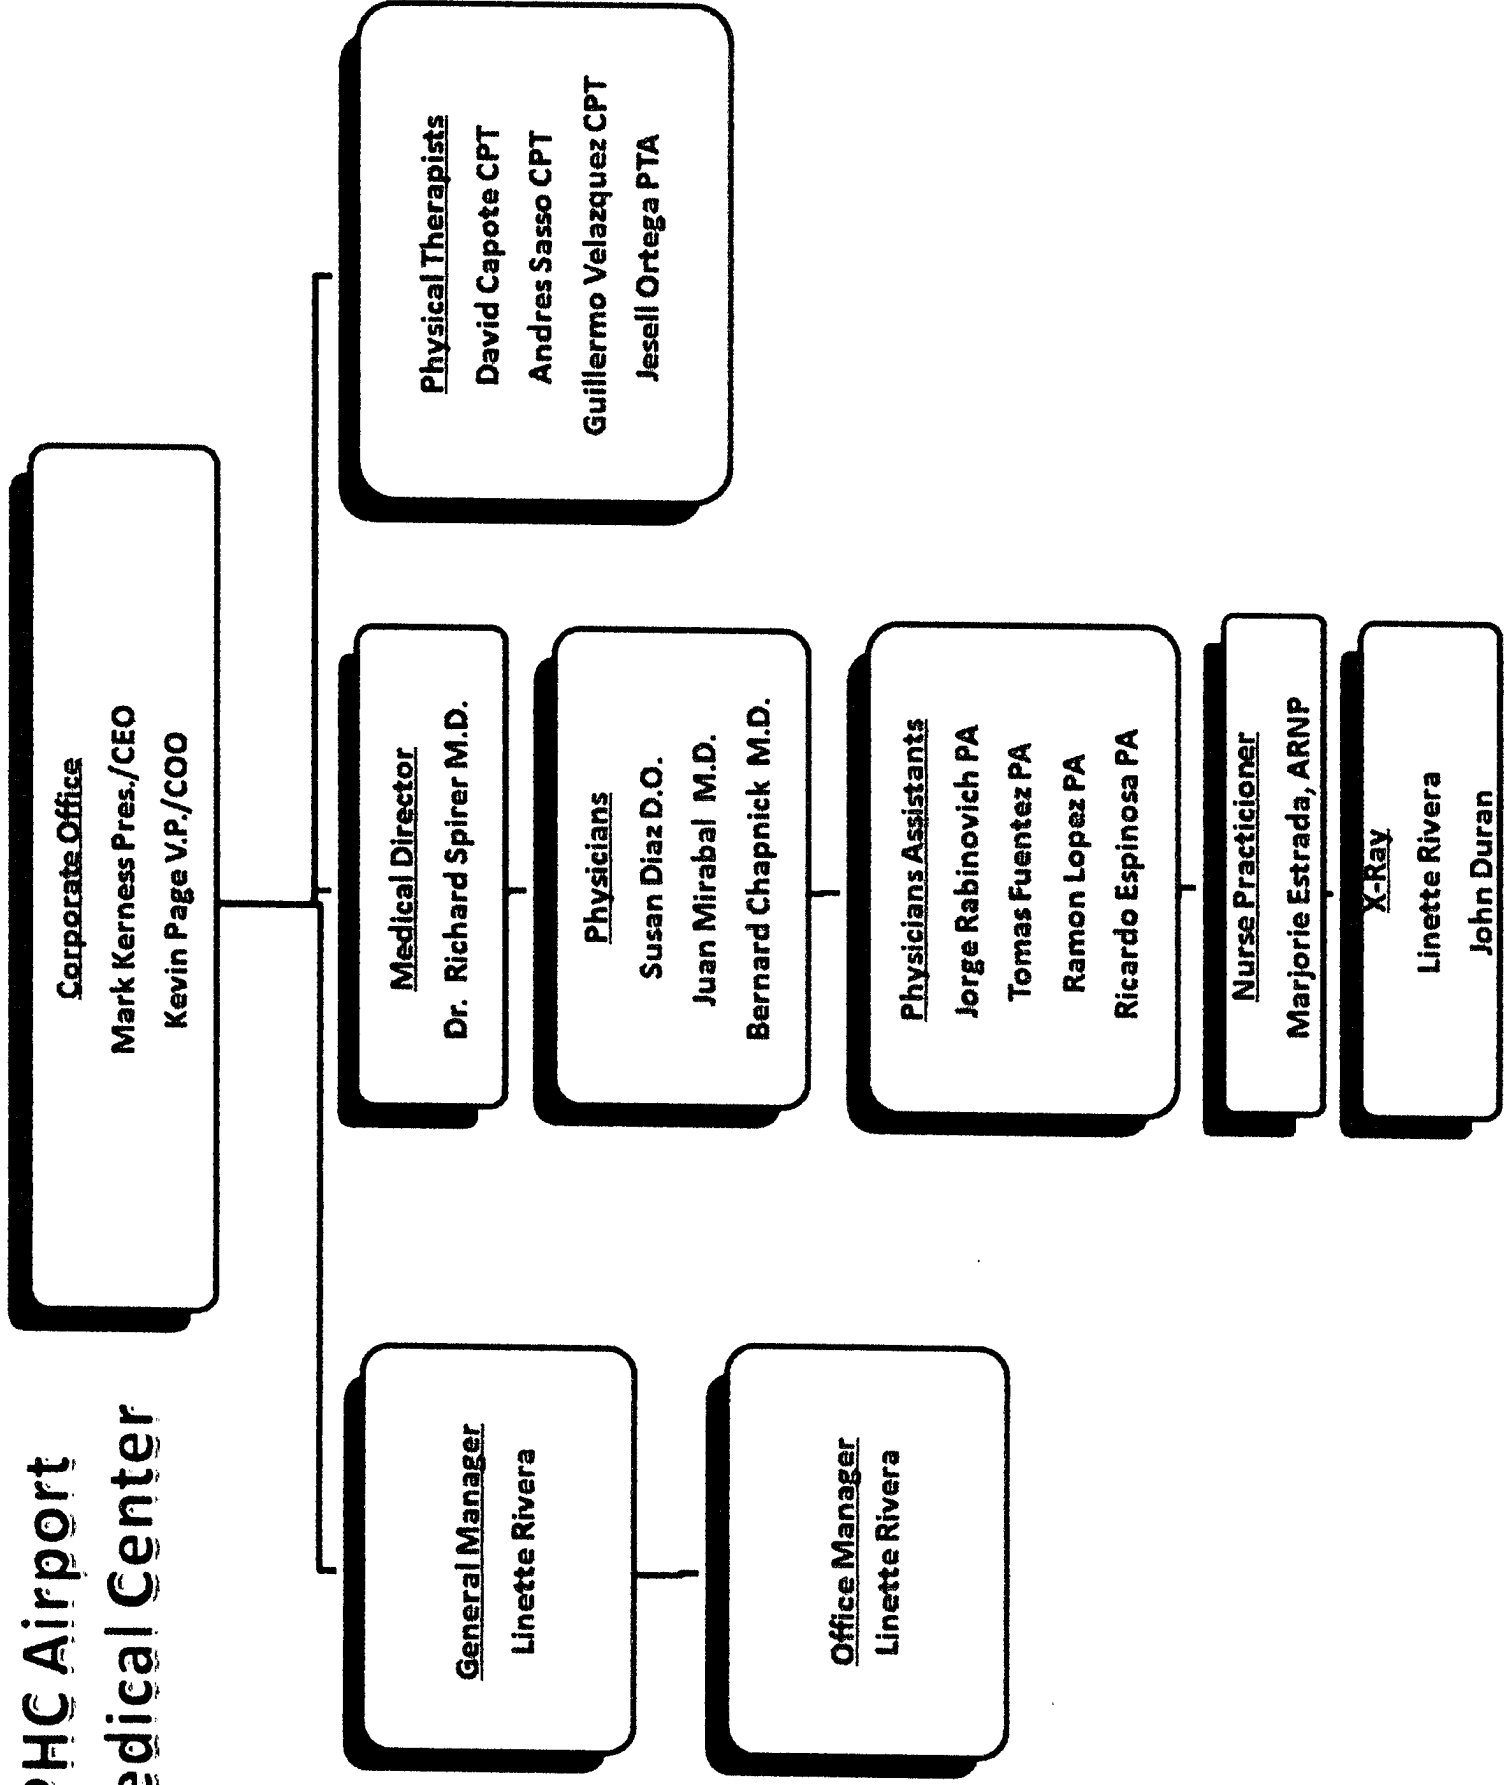 PHC Airport
Medical Center
Corporate Office
Mark Kerness Pres./CEO
Kevin Page V.P./COO
General Manager
Linette Rivera
Office Manager
Linette Rivera
Medical Director
Dr. Richard Spirer M.D.
Physicians
Susan Diaz D.O.
Juan Mirabal M.D.
Bernard Chapnick M.D.
Physicians Assistants
Jorge Rabinovich PA
Tomas Fuentez PA
Ramon Lopez PA
Ricardo Espinosa PA
Nurse Practicioner
Marjorie Estrada, ARNP
X-Ray
Linette Rivera
John Duran
Physical Therapists
David Capote CPT
Andres Sasso CPT
Guillermo Velazquez CPT
Jesell Ortega PTA